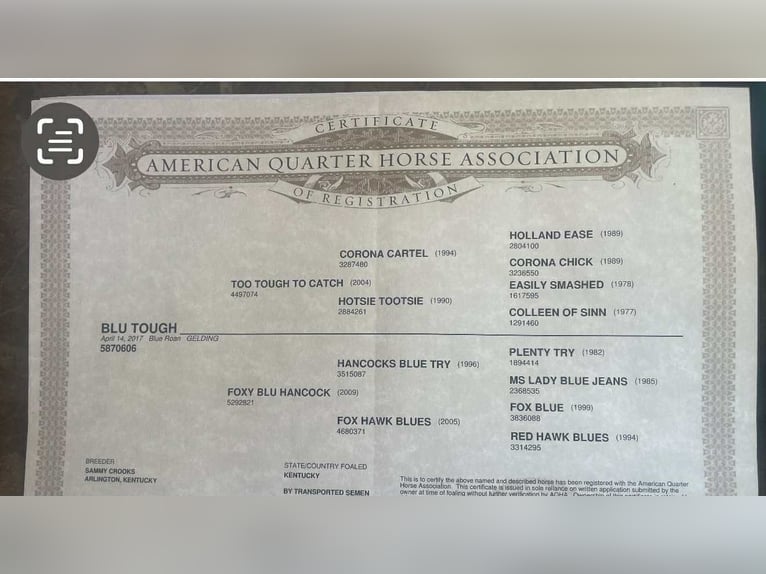 CERTIFICATE
AMERICAN QUARTER HORSE ASSOCIATION
OF REGISTRATION
HOLLAND EASE (1989)
2804100
CORONA CARTEL (1994)
3287480
CORONA CHICK (1989)
3236550
TOO TOUGH TO CATCH (2004)
4497074
EASILY SMASHED (1978)
1617595
HOTSIE TOOTSIE (1990)
2884261
COLLEEN OF SINN (1977)
1291460
BLU TOUGH
April 14, 2017 Blue Roan GELDING
5870606
PLENTY TRY (1982)
1894414
HANCOCKS BLUE TRY (1996)
3515087
MS LADY BLUE JEANS (1985)
2368535
FOXY BLU HANCOCK (2009)
5292821
FOX BLUE (1999)
3836088
FOX HAWK BLUES (2005)
4680371
RED HAWK BLUES (1994)
3314295
BREEDER
SAMMY CROOKS
ARLINGTON, KENTUCKY
STATE/COUNTRY FOALED
KENTUCKY
BY TRANSPORTED SEMEN
This is to certify the above named and described horse has been registered with the American Quarter
Horse Association. This certificate is issued in sole reliance on written application submitted by the
owner at time of foaling without further verification by AQHA.